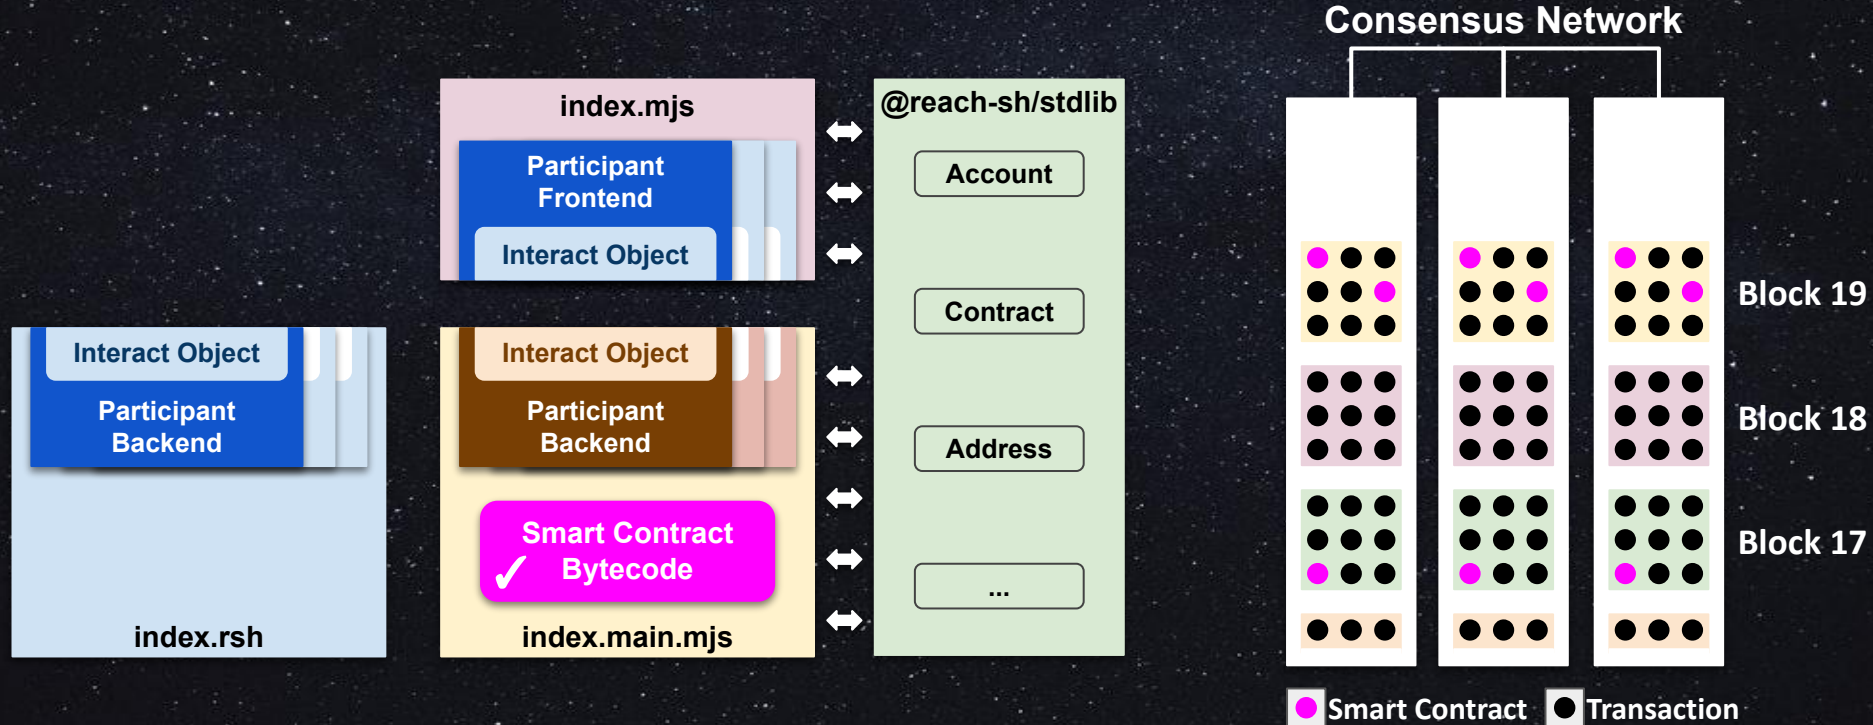 Consensus Network
index.mjs
Participant
Frontend
Interact Object
@reach-sh/stdlib
Account
Contract
Address
...
Interact Object
Participant
Backend
index.rsh
Interact Object
Participant
Backend
Smart Contract
✓ Bytecode
index.main.mjs
Block 19
Block 18
Block 17
Smart Contract
Transaction